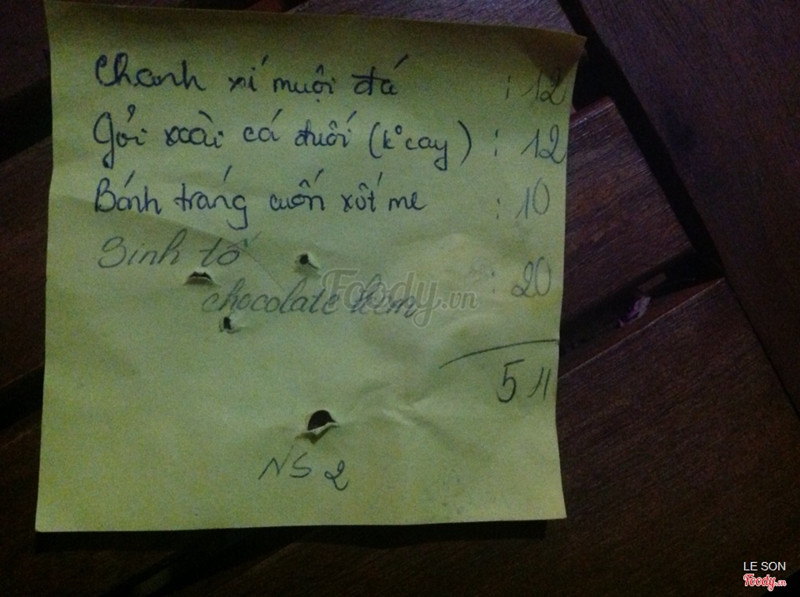 Chanh xí muội đá : 12
Gỏi xoài cá đuối (k° cay) : 12
Bánh tráng cuốn xốt me : 10
Sinh tố
chocolate kem : 20
54
NS 2
Foody.vn
LE SON
Foody.vn